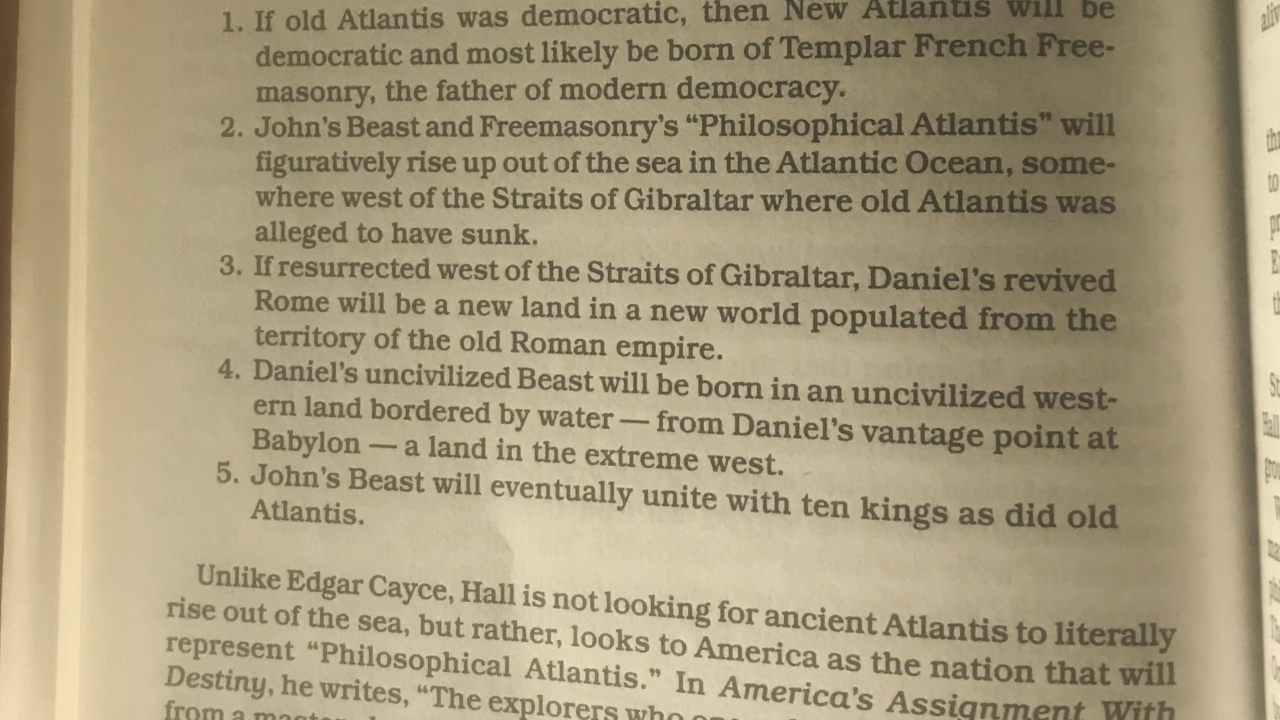 1. If old Atlantis was democratic, then New Atlantis will be
democratic and most likely be born of Templar French Free-
masonry, the father of modern democracy.
2. John's Beast and Freemasonry's “Philosophical Atlantis” will
figuratively rise up out of the sea in the Atlantic Ocean, some-
where west of the Straits of Gibraltar where old Atlantis was
alleged to have sunk.
3. If resurrected west of the Straits of Gibraltar, Daniel's revived
Rome will be a new land in a new world populated from the
territory of the old Roman empire.
4. Daniel's uncivilized Beast will be born in an uncivilized west-
ern land bordered by water — from Daniel's vantage point at
Babylon — a land in the extreme west.
5. John's Beast will eventually unite with ten kings as did old
Atlantis.
Unlike Edgar Cayce, Hall is not looking for ancient Atlantis to literally
rise out of the sea, but rather, looks to America as the nation that will
represent “Philosophical Atlantis.” In America's Assignment With
Destiny, he writes, “The explorers who
from a